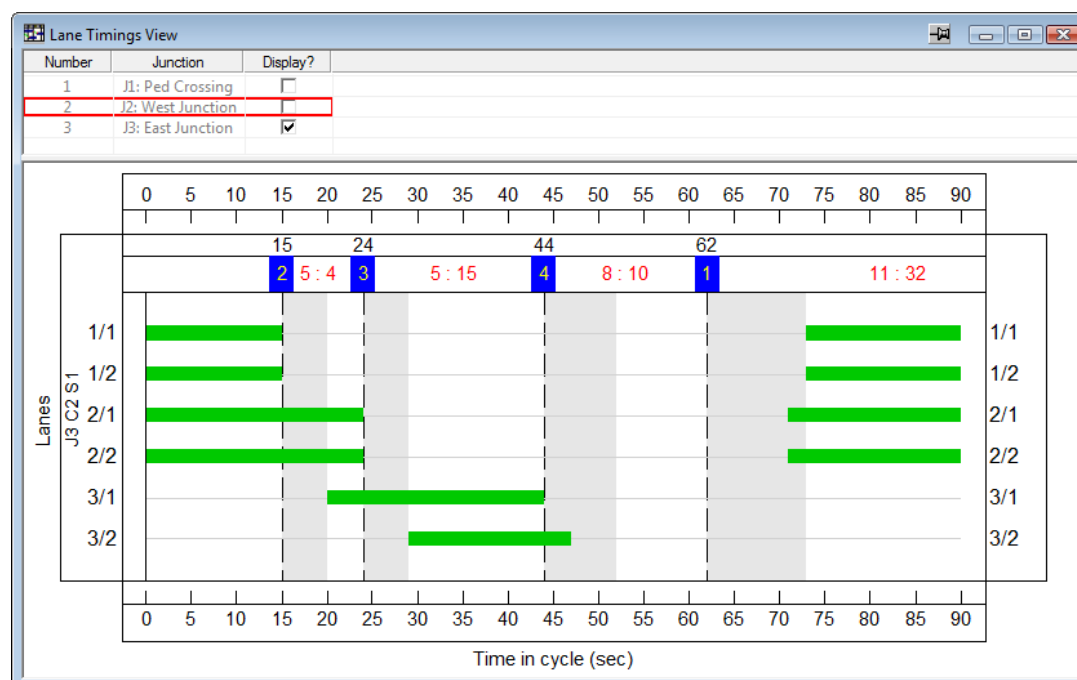 Lane Timings View
Number Junction Display?
1 J1: Ped Crossing
2 J2: West Junction
3 J3: East Junction
0 5 10 15 20 25 30 35 40 45 50 55 60 65 70 75 80 85 90
15 24 44 62
2 5 : 4 3 5 : 15 4 8 : 10 1 11 : 32
Lanes
J3 C2 S1
1/1 1/1
1/2 1/2
2/1 2/1
2/2 2/2
3/1 3/1
3/2 3/2
0 5 10 15 20 25 30 35 40 45 50 55 60 65 70 75 80 85 90
Time in cycle (sec)